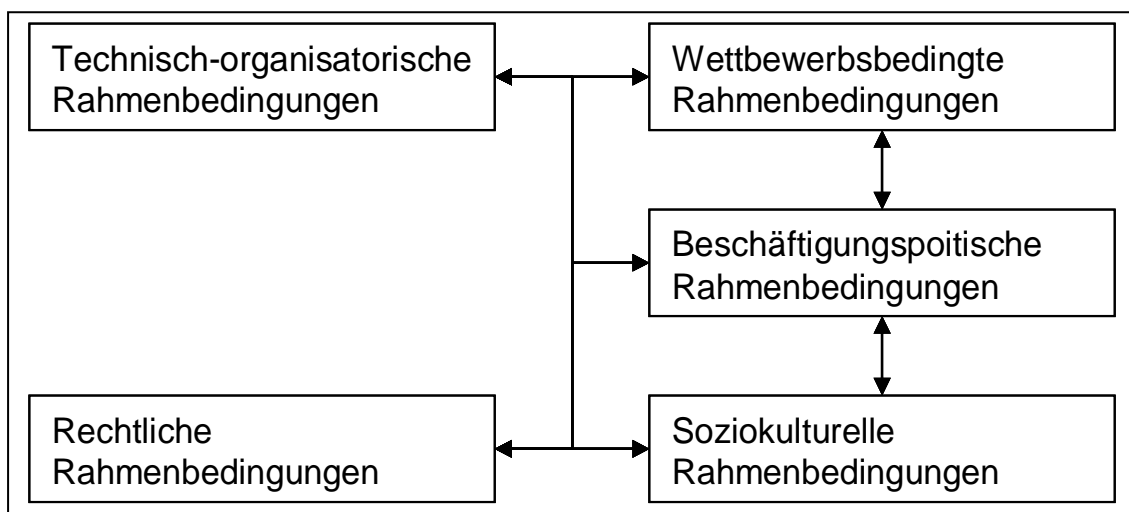 Technisch-organisatorische
Rahmenbedingungen
Wettbewerbsbedingte
Rahmenbedingungen
Beschäftigungspoitische
Rahmenbedingungen
Rechtliche
Rahmenbedingungen
Soziokulturelle
Rahmenbedingungen